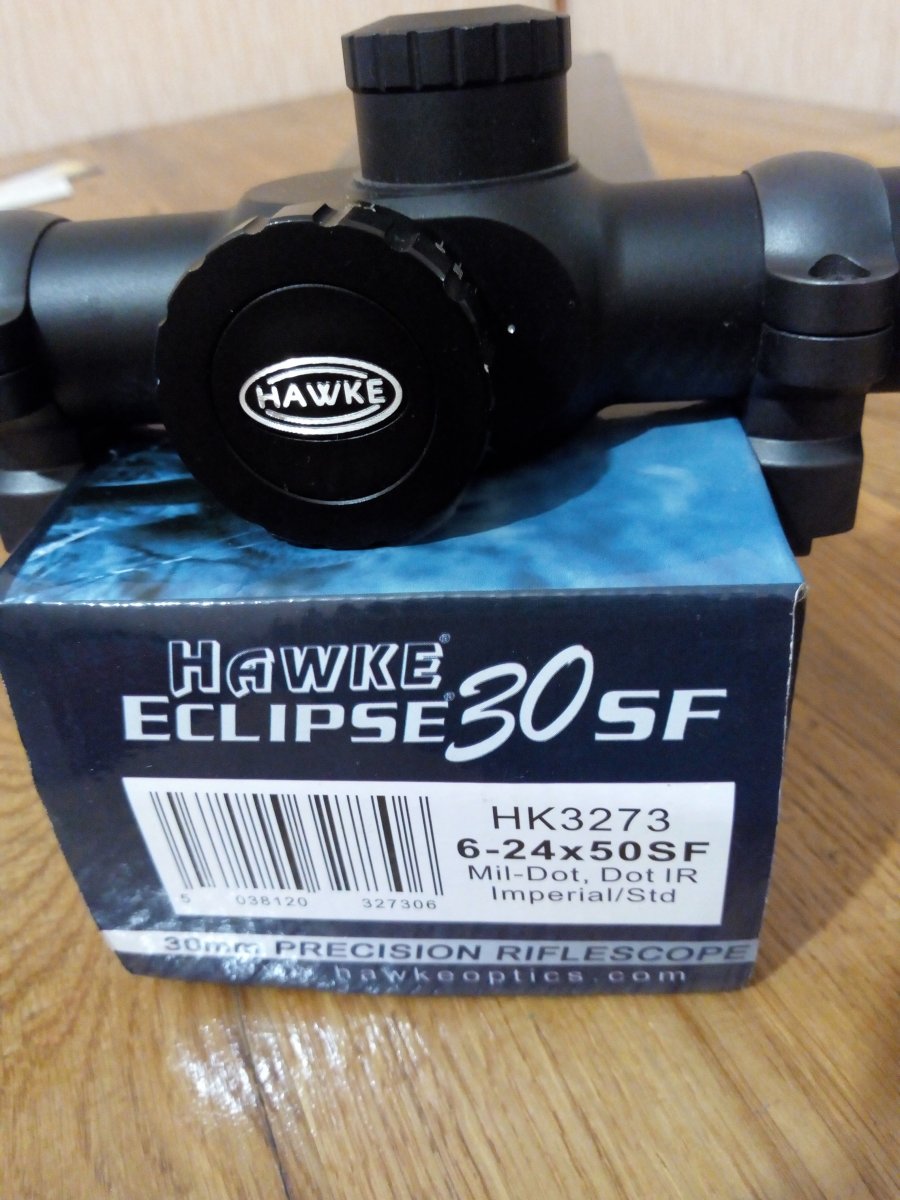 HAWKE
HAWKE®
ECLIPSE® 30 SF
HK3273
6-24x50SF
Mil-Dot, Dot IR
Imperial/Std
5 038120 327306
30mm PRECISION RIFLESCOPE
hawkeoptics.com